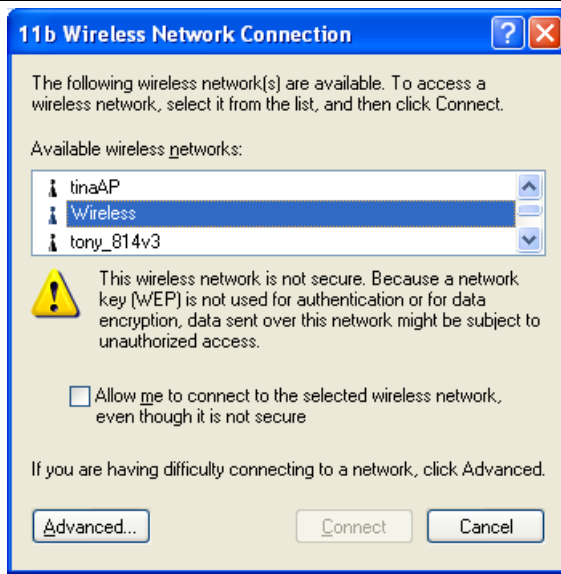 11b Wireless Network Connection
The following wireless network(s) are available. To access a
wireless network, select it from the list, and then click Connect.
Available wireless networks:
tinaAP
Wireless
tony_814v3
This wireless network is not secure. Because a network
key (WEP) is not used for authentication or for data
encryption, data sent over this network might be subject to
unauthorized access.
Allow me to connect to the selected wireless network,
even though it is not secure
If you are having difficulty connecting to a network, click Advanced.
Advanced... Connect Cancel